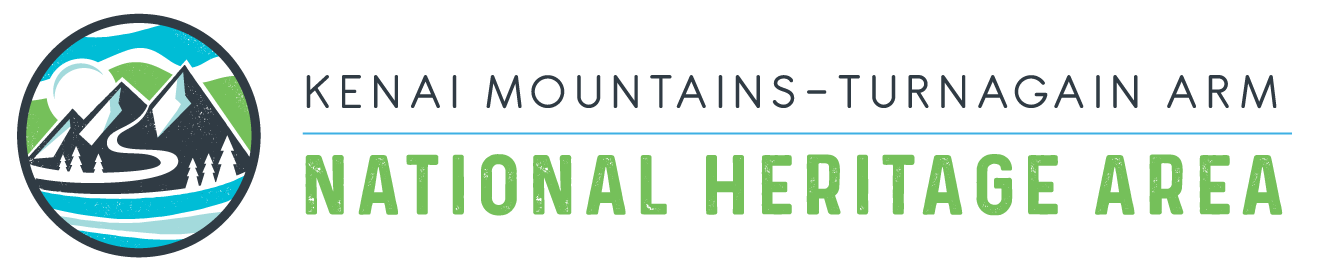 KENAI MOUNTAINS–TURNAGAIN ARM
NATIONAL HERITAGE AREA